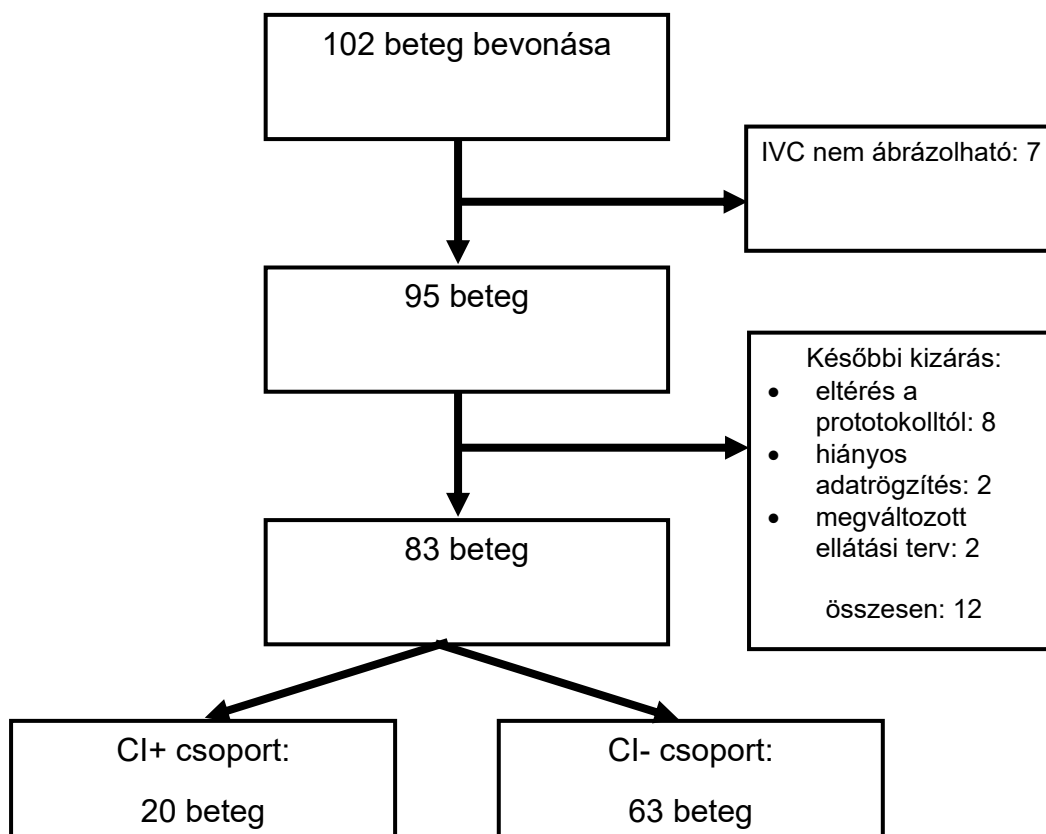 102 beteg bevonása
IVC nem ábrázolható: 7
95 beteg
Későbbi kizárás:
• eltérés a
prototokolltól: 8
• hiányos
adatrögzítés: 2
• megváltozott
ellátási terv: 2
összesen: 12
83 beteg
CI+ csoport:
20 beteg
CI- csoport:
63 beteg